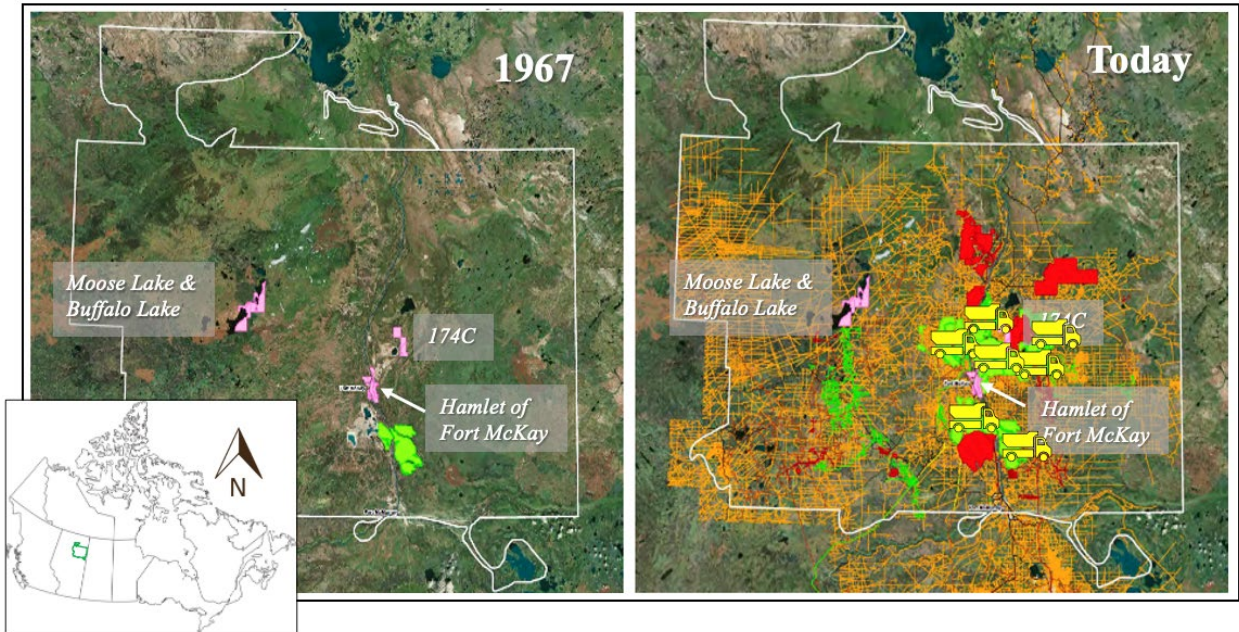 1967
Moose Lake &
Buffalo Lake
174C
Hamlet of
Fort McKay
N
Today
Moose Lake &
Buffalo Lake
174C
Hamlet of
Fort McKay